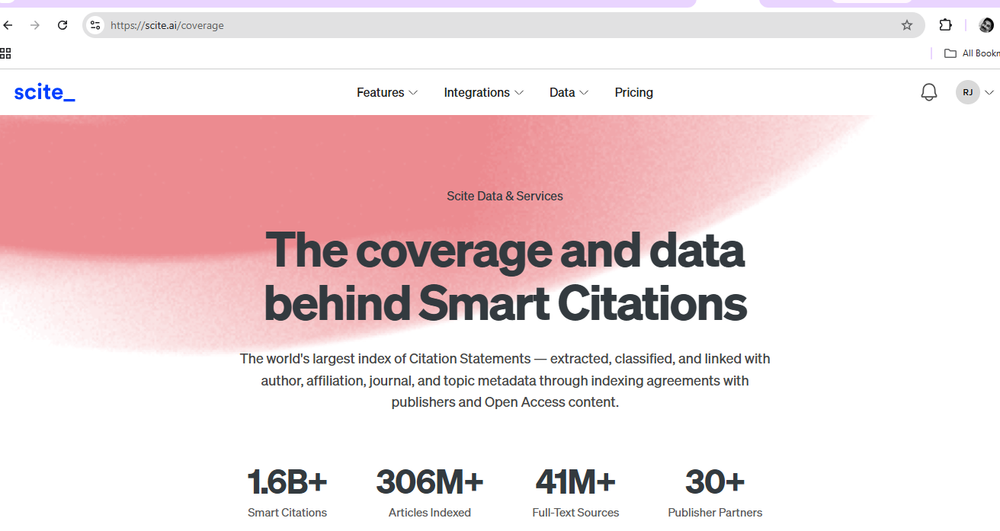 https://scite.ai/coverage
All Bookm
scite_
Features
Integrations
Data
Pricing
RJ
Scite Data & Services
The coverage and data
behind Smart Citations
The world's largest index of Citation Statements — extracted, classified, and linked with
author, affiliation, journal, and topic metadata through indexing agreements with
publishers and Open Access content.
1.6B+
306M+
41M+
30+
Smart Citations
Articles Indexed
Full-Text Sources
Publisher Partners